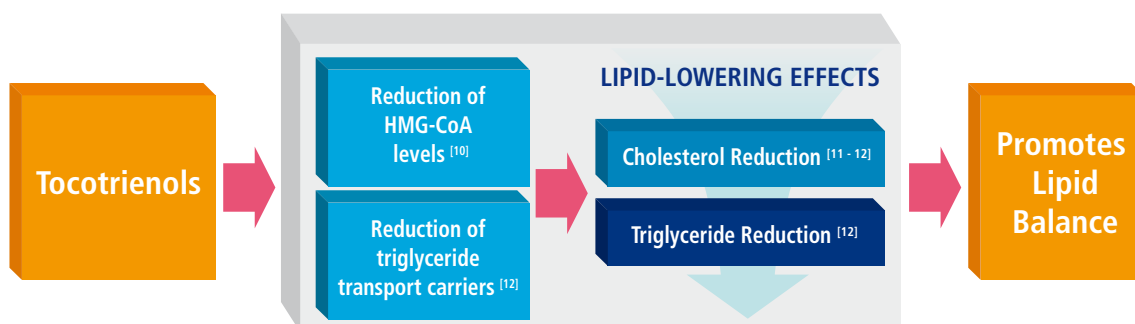 Tocotrienols
Reduction of
HMG-CoA
levels [10]
Reduction of
triglyceride
transport carriers [12]
LIPID-LOWERING EFFECTS
Cholesterol Reduction [11 - 12]
Triglyceride Reduction [12]
Promotes
Lipid
Balance